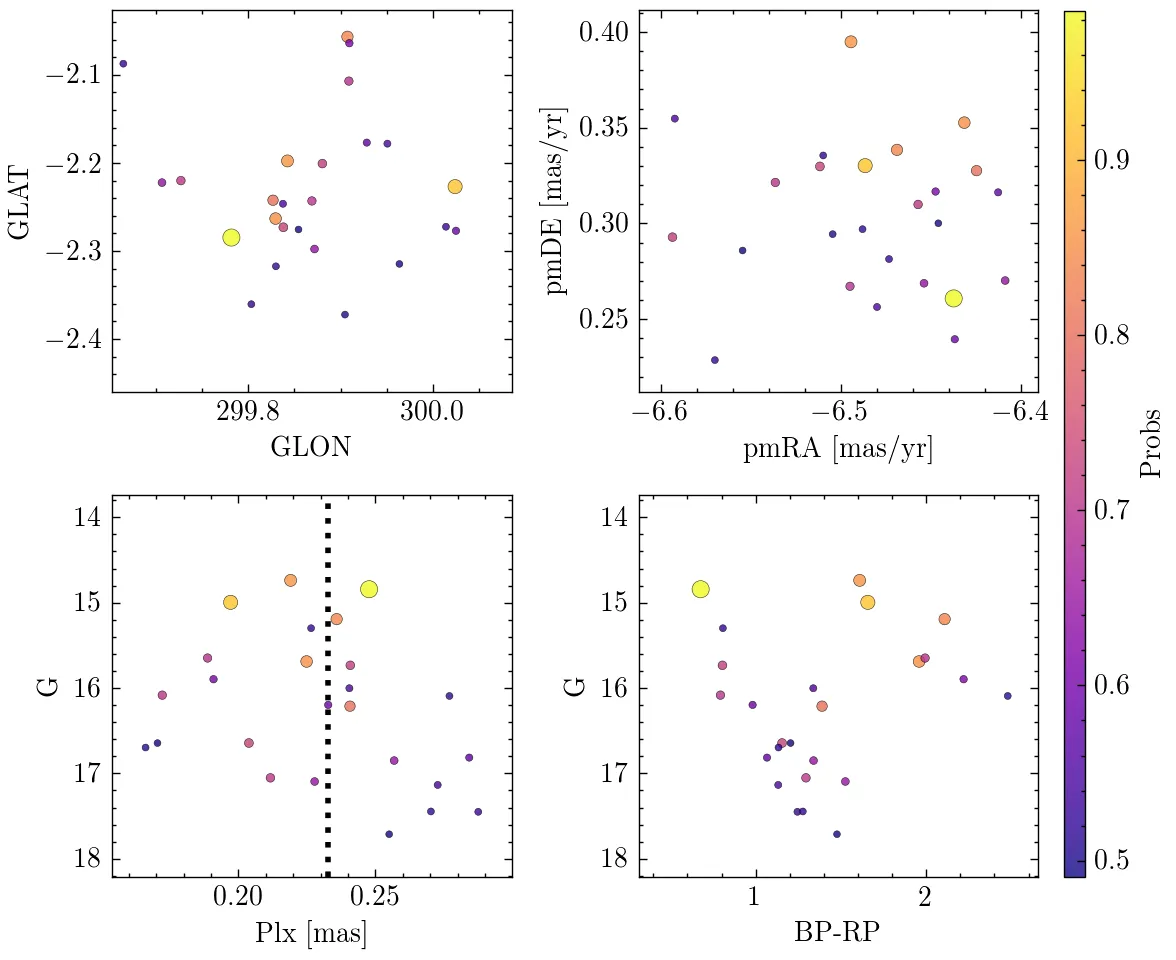 −2.1
−2.2
−2.3
−2.4
GLAT
299.8 300.0
GLON
0.40
0.35
0.30
0.25
pmDE [mas/yr]
−6.6 −6.5 −6.4
pmRA [mas/yr]
0.9
0.8
0.7
0.6
0.5
Probs
14
15
16
17
18
G
0.20 0.25
Plx [mas]
14
15
16
17
18
G
1 2
BP-RP